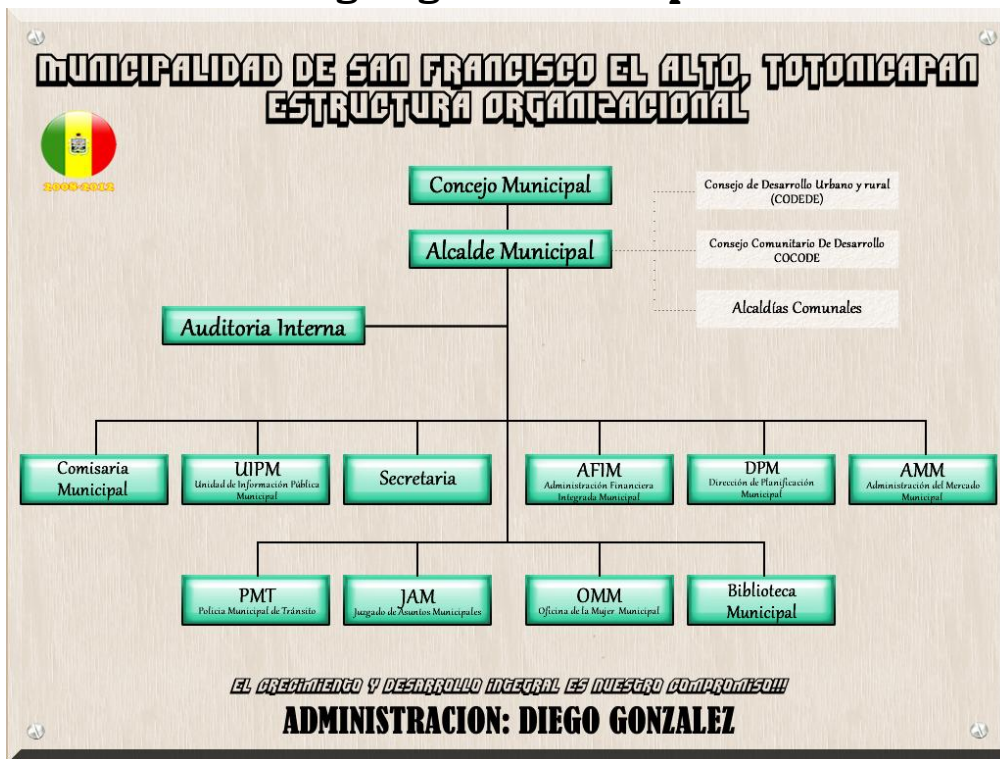 MUNICIPALIDAD DE SAN FRANCISCO EL ALTO, TOTONICAPAN
ESTRUCTURA ORGANIZACIONAL
2008-2012
Concejo Municipal
Consejo de Desarrollo Urbano y rural
(CODEDE)
Alcalde Municipal
Consejo Comunitario De Desarrollo
COCODE
Alcaldías Comunales
Auditoria Interna
Comisaria
Municipal
UIPM
Unidad de Información Pública
Municipal
Secretaria
AFIM
Administración Financiera
Integrada Municipal
DPM
Dirección de Planificación
Municipal
AMM
Administración del Mercado
Municipal
PMT
Policia Municipal de Tránsito
JAM
Juzgado de Asuntos Municipales
OMM
Oficina de la Mujer Municipal
Biblioteca
Municipal
EL CRECIMIENTO Y DESARROLLO INTEGRAL ES NUESTRO COMPROMISO!!!
ADMINISTRACION: DIEGO GONZALEZ